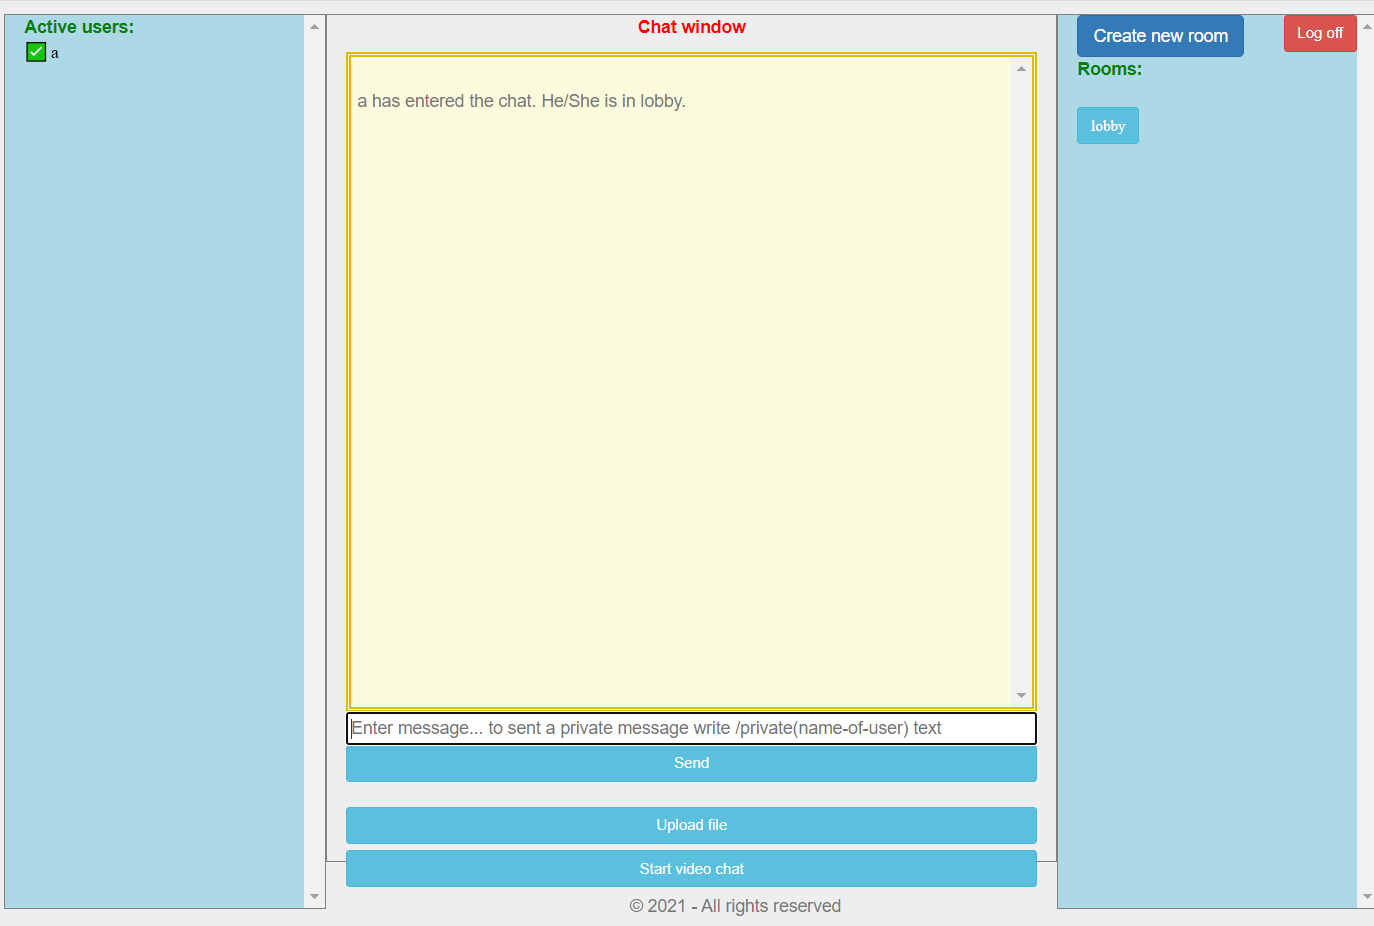 Active users:
a
Chat window
a has entered the chat. He/She is in lobby.
Enter message... to sent a private message write /private(name-of-user) text
Send
Upload file
Start video chat
© 2021 - All rights reserved
Create new room
Log off
Rooms:
lobby